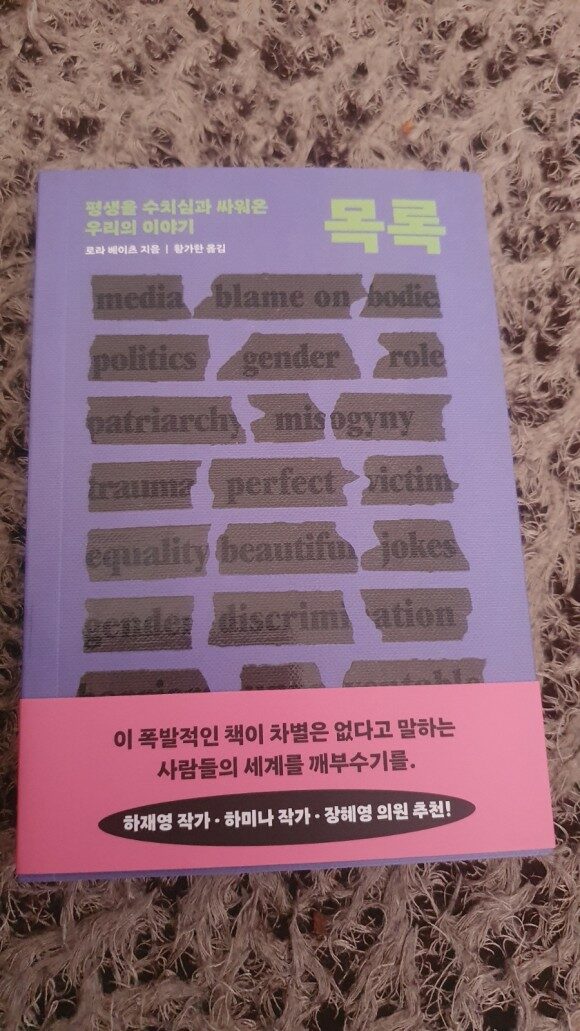 평생을 수치심과 싸워온
우리의 이야기
목록
로라 베이츠 지음 | 황가한 옮김
media blame on bodie
politics gender role
patriarchy misogyny
trauma perfect victim
equality beautiful jokes
gender discrimi ation
이 폭발적인 책이 차별은 없다고 말하는
사람들의 세계를 깨부수기를.
하재영 작가 · 하미나 작가 · 장혜영 의원 추천!